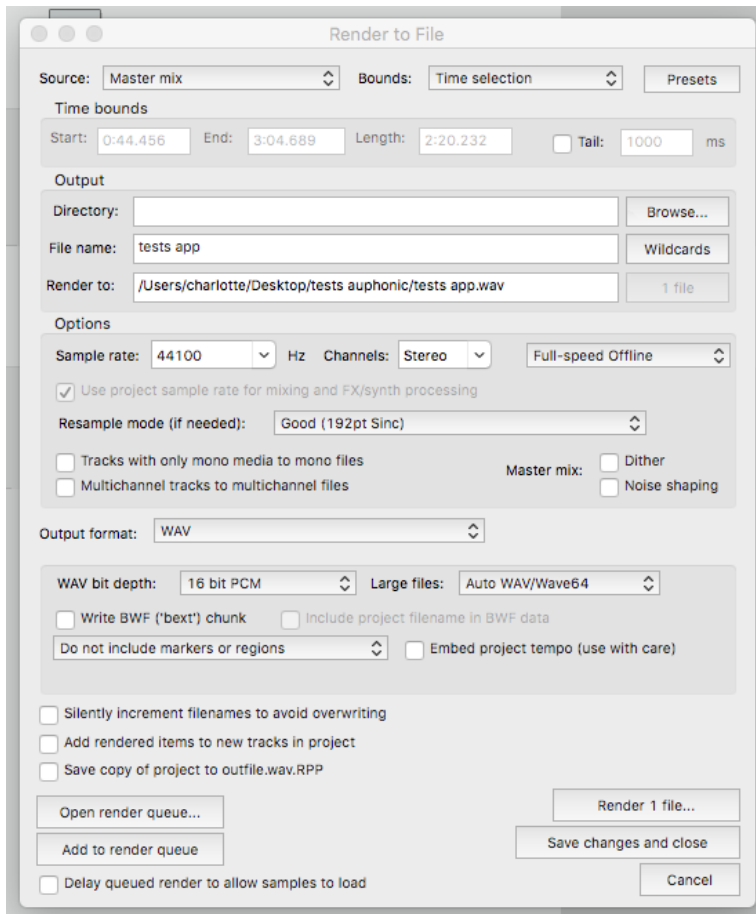 Render to File
Source: Master mix Bounds: Time selection Presets
Time bounds
Start: 0:44.456 End: 3:04.689 Length: 2:20.232 Tail: 1000 ms
Output
Directory: Browse...
File name: tests app Wildcards
Render to: /Users/charlotte/Desktop/tests auphonic/tests app.wav 1 file
Options
Sample rate: 44100 Hz Channels: Stereo Full-speed Offline
Use project sample rate for mixing and FX/synth processing
Resample mode (if needed): Good (192pt Sinc)
Tracks with only mono media to mono files Master mix: Dither
Multichannel tracks to multichannel files Noise shaping
Output format: WAV
WAV bit depth: 16 bit PCM Large files: Auto WAV/Wave64
Write BWF ('bext') chunk Include project filename in BWF data
Do not include markers or regions Embed project tempo (use with care)
Silently increment filenames to avoid overwriting
Add rendered items to new tracks in project
Save copy of project to outfile.wav.RPP
Open render queue... Render 1 file...
Add to render queue Save changes and close
Delay queued render to allow samples to load Cancel